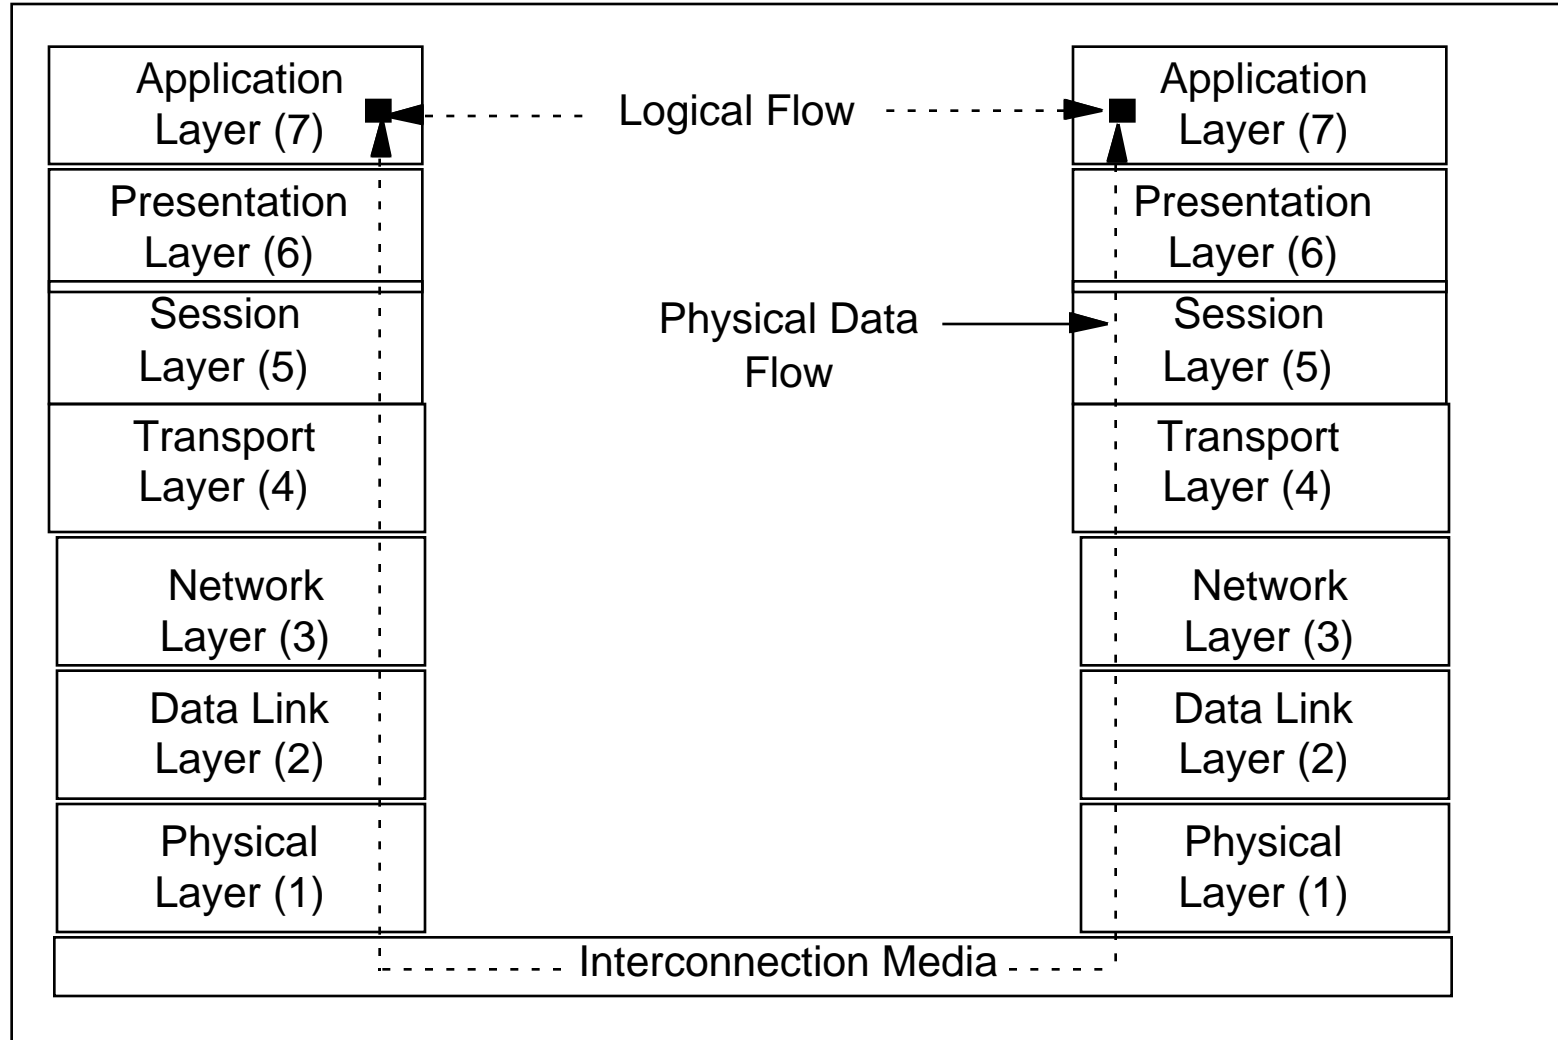 Application
Layer (7)
Logical Flow
Application
Layer (7)
Presentation
Layer (6)
Presentation
Layer (6)
Session
Layer (5)
Physical Data
Flow
Session
Layer (5)
Transport
Layer (4)
Transport
Layer (4)
Network
Layer (3)
Network
Layer (3)
Data Link
Layer (2)
Data Link
Layer (2)
Physical
Layer (1)
Physical
Layer (1)
Interconnection Media